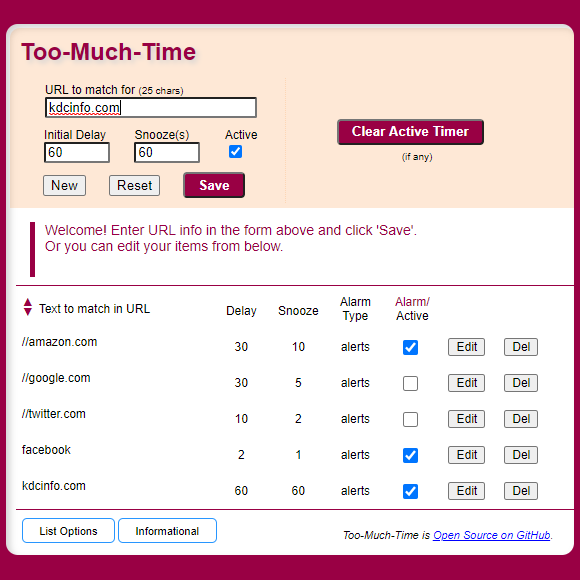 Too-Much-Time
URL to match for (25 chars)
kdcinfo.com
Initial Delay Snooze(s) Active
60 60
Clear Active Timer
(if any)
New Reset Save
Welcome! Enter URL info in the form above and click 'Save'.
Or you can edit your items from below.
Text to match in URL Delay Snooze Alarm Type Alarm/ Active
//amazon.com 30 10 alerts Edit Del
//google.com 30 5 alerts Edit Del
//twitter.com 10 2 alerts Edit Del
facebook 2 1 alerts Edit Del
kdcinfo.com 60 60 alerts Edit Del
List Options Informational Too-Much-Time is Open Source on GitHub.